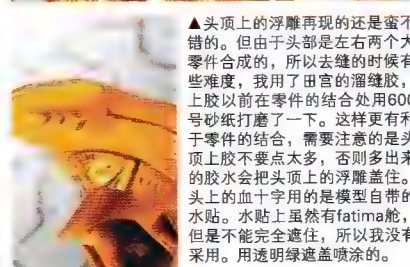 ▲头顶上的浮雕再现的还是蛮不
错的。但由于头部是左右两个大
零件合成的，所以去缝的时候有
些难度，我用了田宫的溜缝胶，
上胶以前在零件的结合处用600
号砂纸打磨了一下。这样更有利
于零件的结合，需要注意的是头
顶上胶不要点太多，否则多出来
的胶水会把头顶上的浮雕盖住。
头上的血十字用的是模型自带的
水贴。水贴上虽然有fatima舱，
但是不能完全遮住，所以我没有
采用。用透明绿遮盖喷涂的。